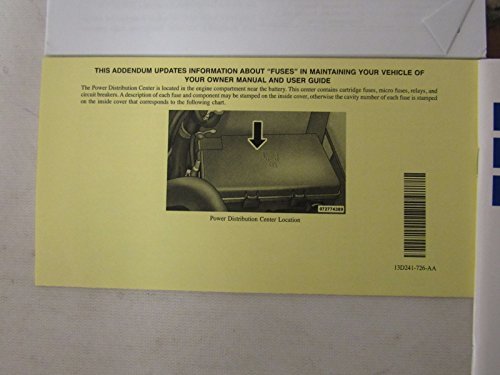 THIS ADDENDUM UPDATES INFORMATION ABOUT "FUSES" IN MAINTAINING YOUR VEHICLE OF
YOUR OWNER MANUAL AND USER GUIDE
The Power Distribution Center is located in the engine compartment near the battery. This center contains cartridge fuses, micro fuses, relays, and
circuit breakers. A description of each fuse and component may be stamped on the inside cover, otherwise the cavity number of each fuse is stamped
on the inside cover that corresponds to the following chart.
072774389
Power Distribution Center Location
13D241-726-AA